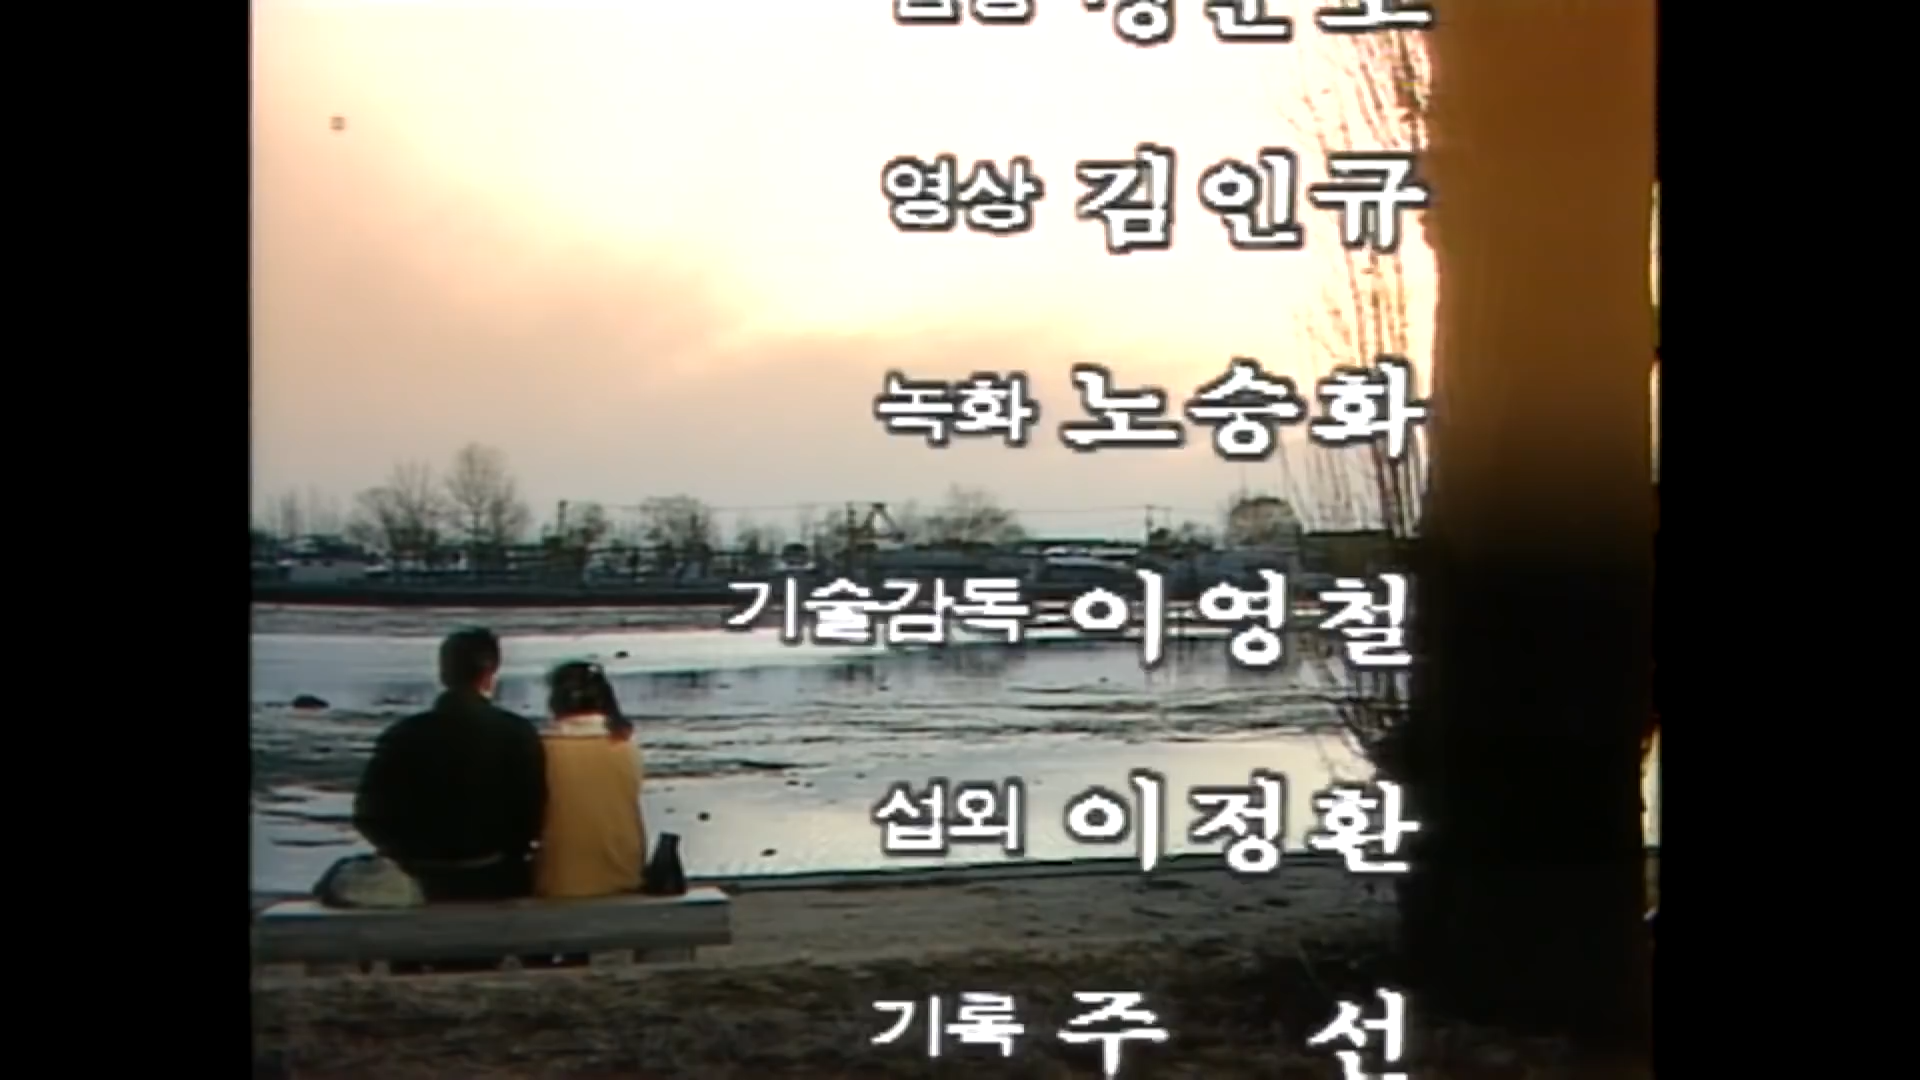 영상 김인규
녹화 노승화
기술감독 이영철
섭외 이정환
기록 주 선